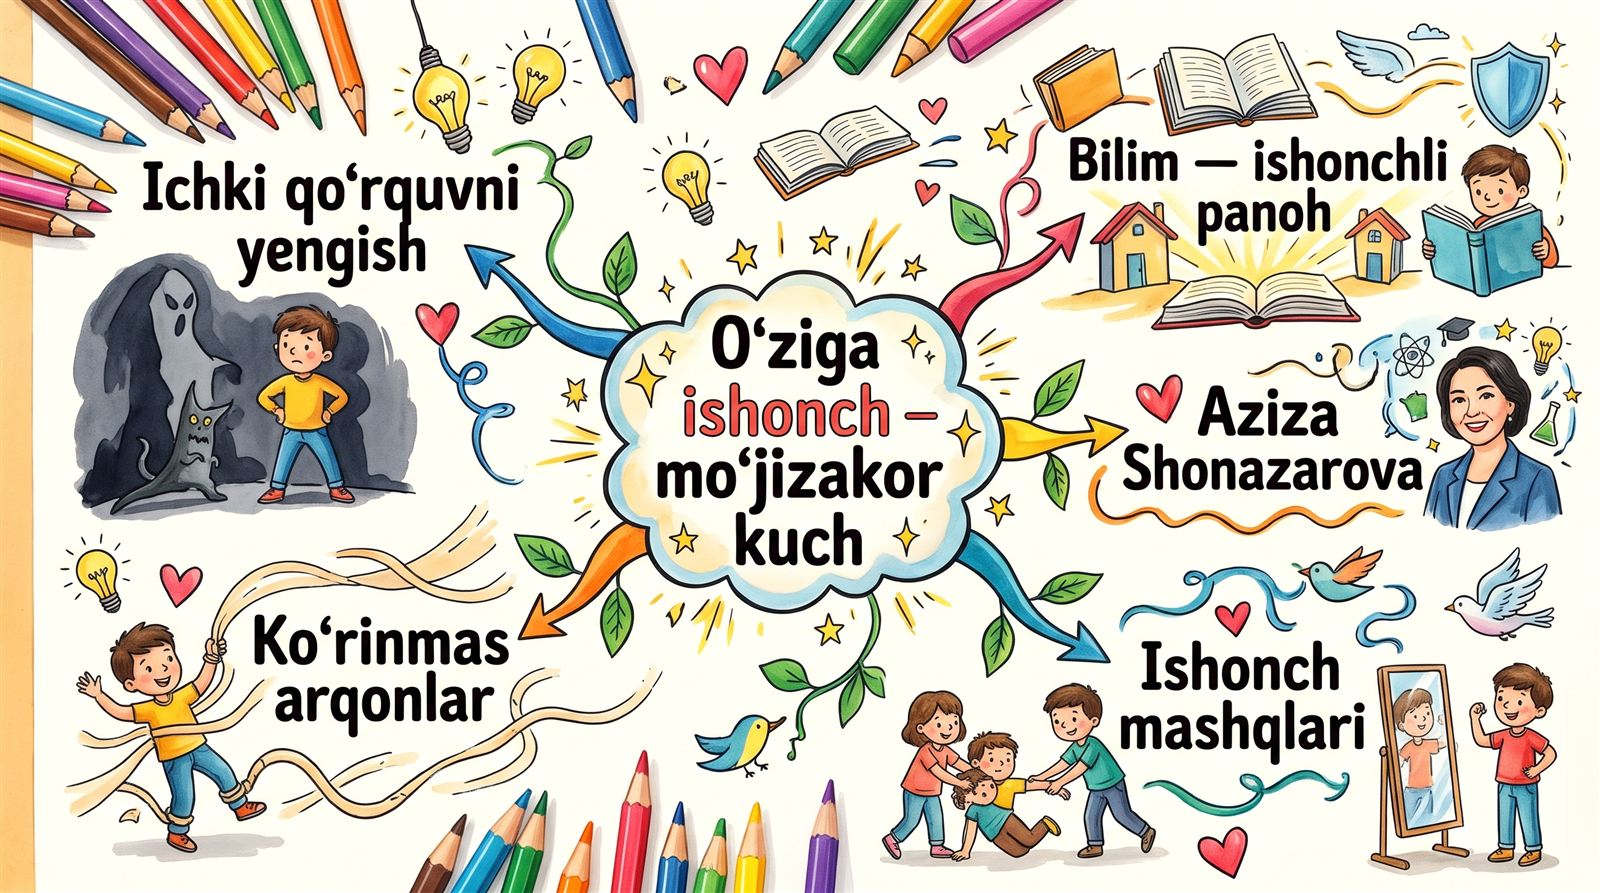 Ichki qo‘rquvni
yengish
Bilim — ishonchli
panoh
O‘ziga
ishonch –
mo‘jizakor
kuch
Aziza
Shonazarova
Ko‘rinmas
arqonlar
Ishonch
mashqlari